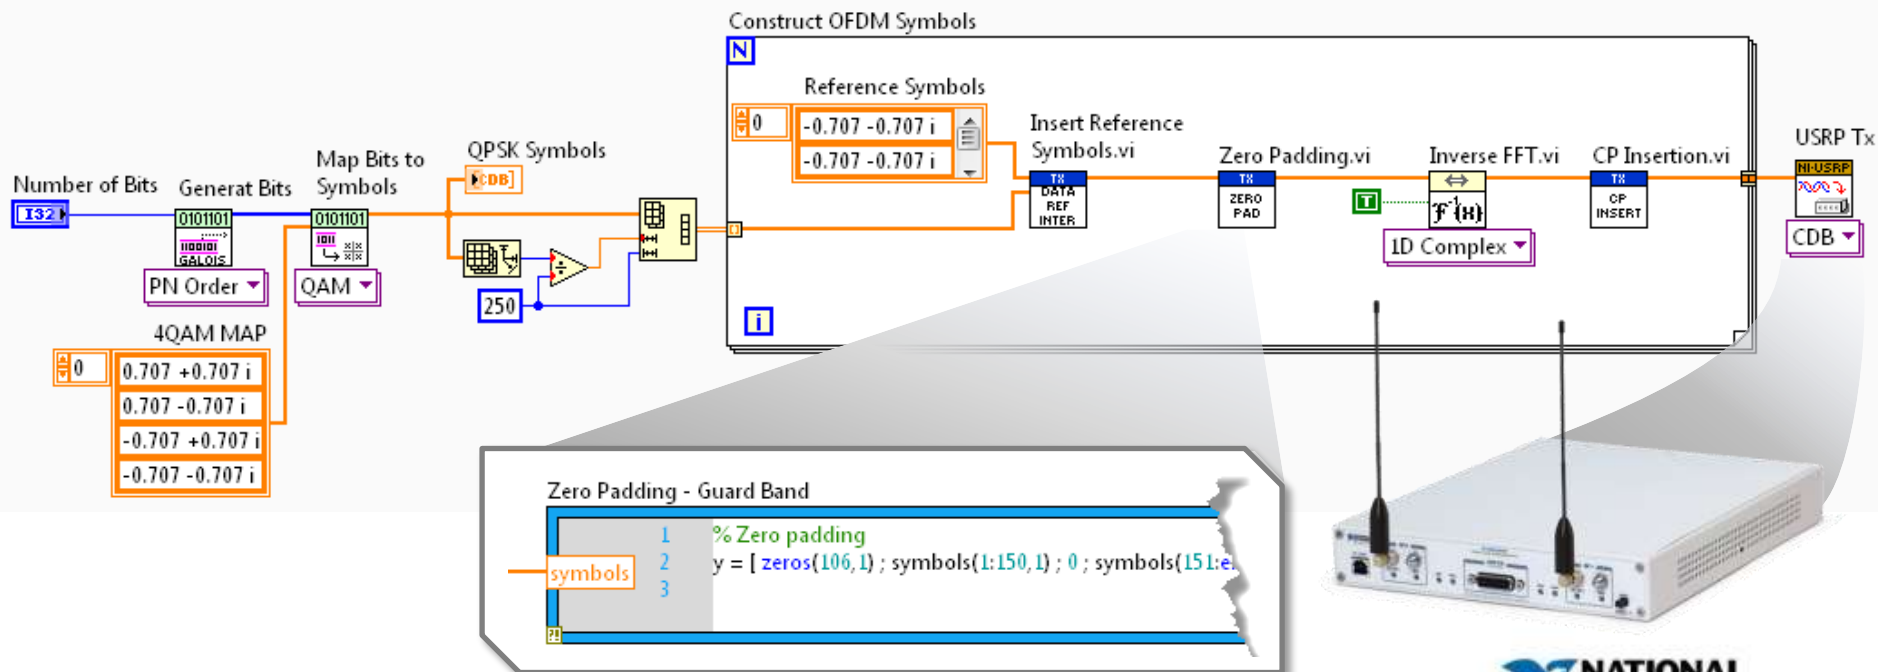 Construct OFDM Symbols
N
Reference Symbols
0
-0.707 -0.707 i
-0.707 -0.707 i
Insert Reference
Symbols.vi
TX
DATA
REF
INTER
Zero Padding.vi
TX
ZERO
PAD
Inverse FFT.vi
T
F⁻¹{x}
1D Complex
CP Insertion.vi
TX
CP
INSERT
USRP Tx
NI-USRP
CDB
Number of Bits
I32
Generat Bits
0101101
GALOIS
PN Order
Map Bits to
Symbols
0101101
1011
QAM
QPSK Symbols
CDB
250
i
4QAM MAP
0
0.707 +0.707 i
0.707 -0.707 i
-0.707 +0.707 i
-0.707 -0.707 i
Zero Padding - Guard Band
symbols
1 % Zero padding
2 y = [ zeros(106,1) ; symbols(1:150,1) ; 0 ; symbols(151:e
3
NATIONAL